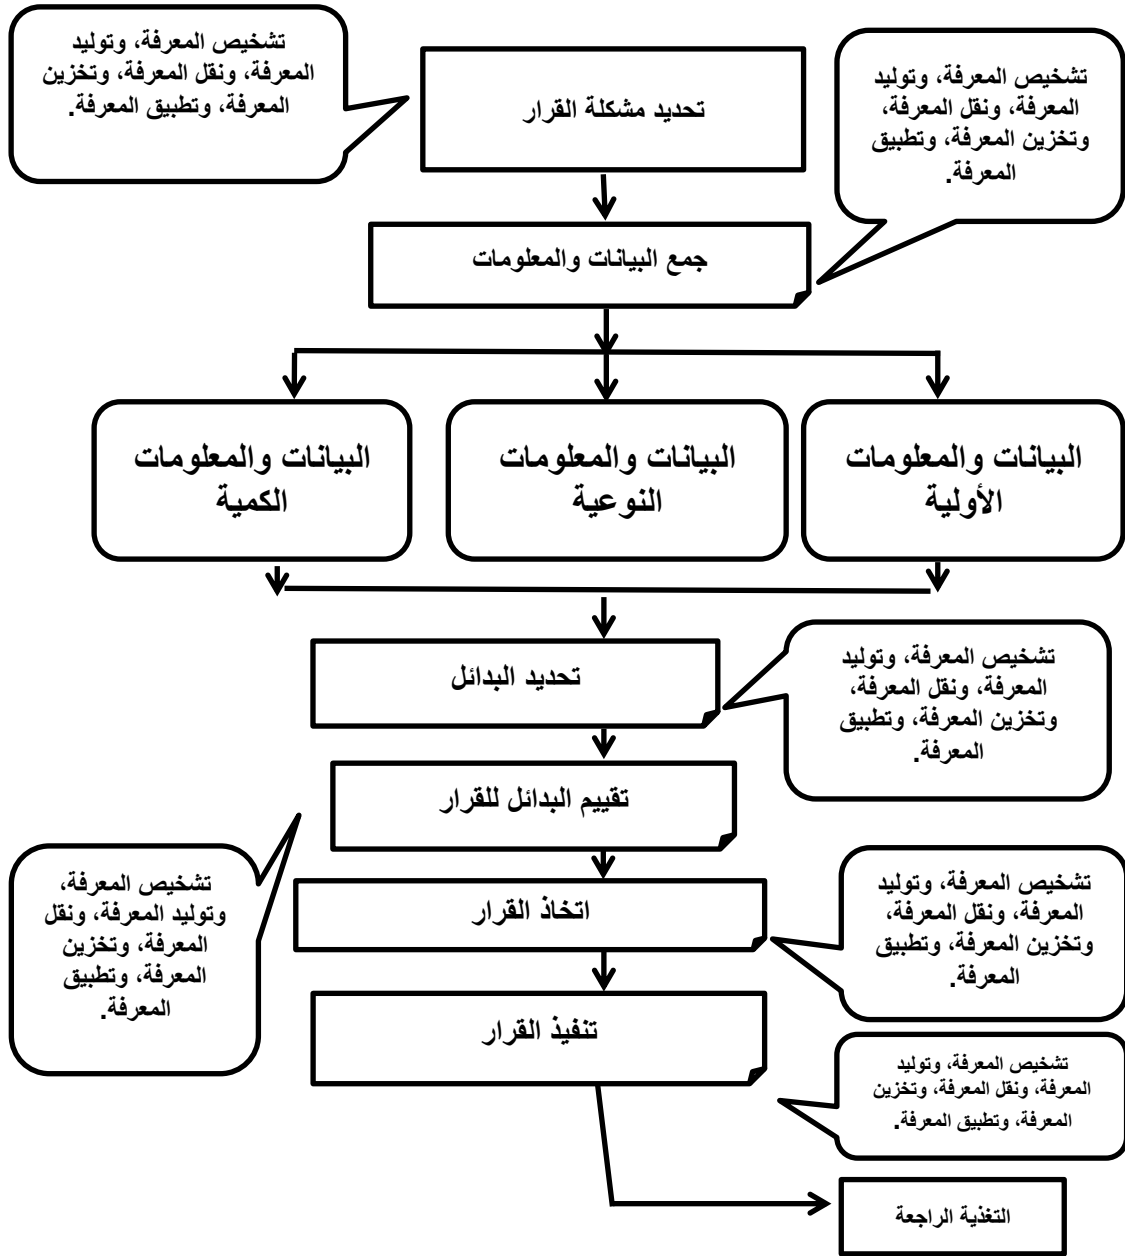 تشخيص المعرفة، وتوليد
المعرفة، ونقل المعرفة، وتخزين
المعرفة، وتطبيق المعرفة.
تحديد مشكلة القرار
تشخيص المعرفة، وتوليد
المعرفة، ونقل المعرفة،
وتخزين المعرفة، وتطبيق
المعرفة.
جمع البيانات والمعلومات
البيانات والمعلومات
الأولية
البيانات والمعلومات
النوعية
البيانات والمعلومات
الكمية
تحديد البدائل
تشخيص المعرفة، وتوليد
المعرفة، ونقل المعرفة،
وتخزين المعرفة، وتطبيق
المعرفة.
تقييم البدائل للقرار
تشخيص المعرفة،
وتوليد المعرفة، ونقل
المعرفة، وتخزين
المعرفة، وتطبيق
المعرفة.
اتخاذ القرار
تشخيص المعرفة، وتوليد
المعرفة، ونقل المعرفة،
وتخزين المعرفة، وتطبيق
المعرفة.
تنفيذ القرار
تشخيص المعرفة، وتوليد
المعرفة، ونقل المعرفة، وتخزين
المعرفة، وتطبيق المعرفة.
التغذية الراجعة